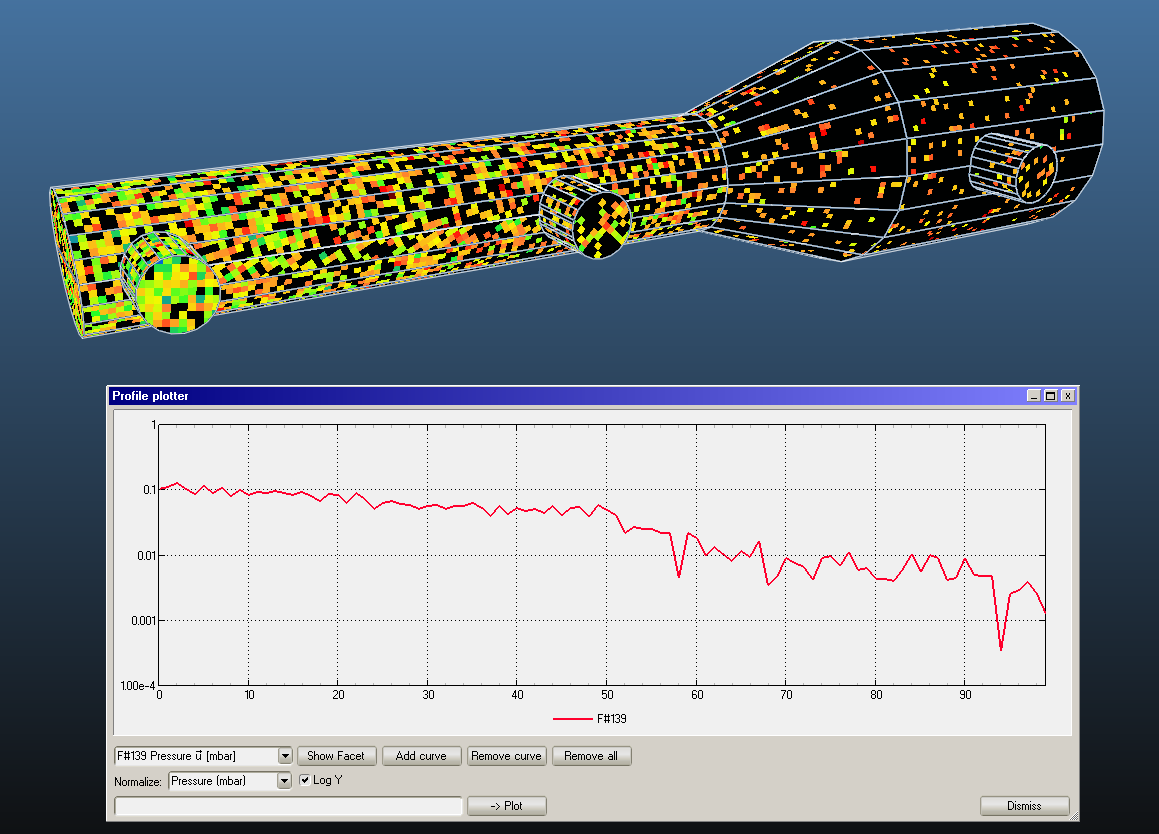 Profile plotter
1
0.1
0.01
0.001
1.00e-4
0 10 20 30 40 50 60 70 80 90
F#139
F#139 Pressure u⃗ [mbar] Show Facet Add curve Remove curve Remove all
Normalize: Pressure (mbar) Log Y
-> Plot Dismiss